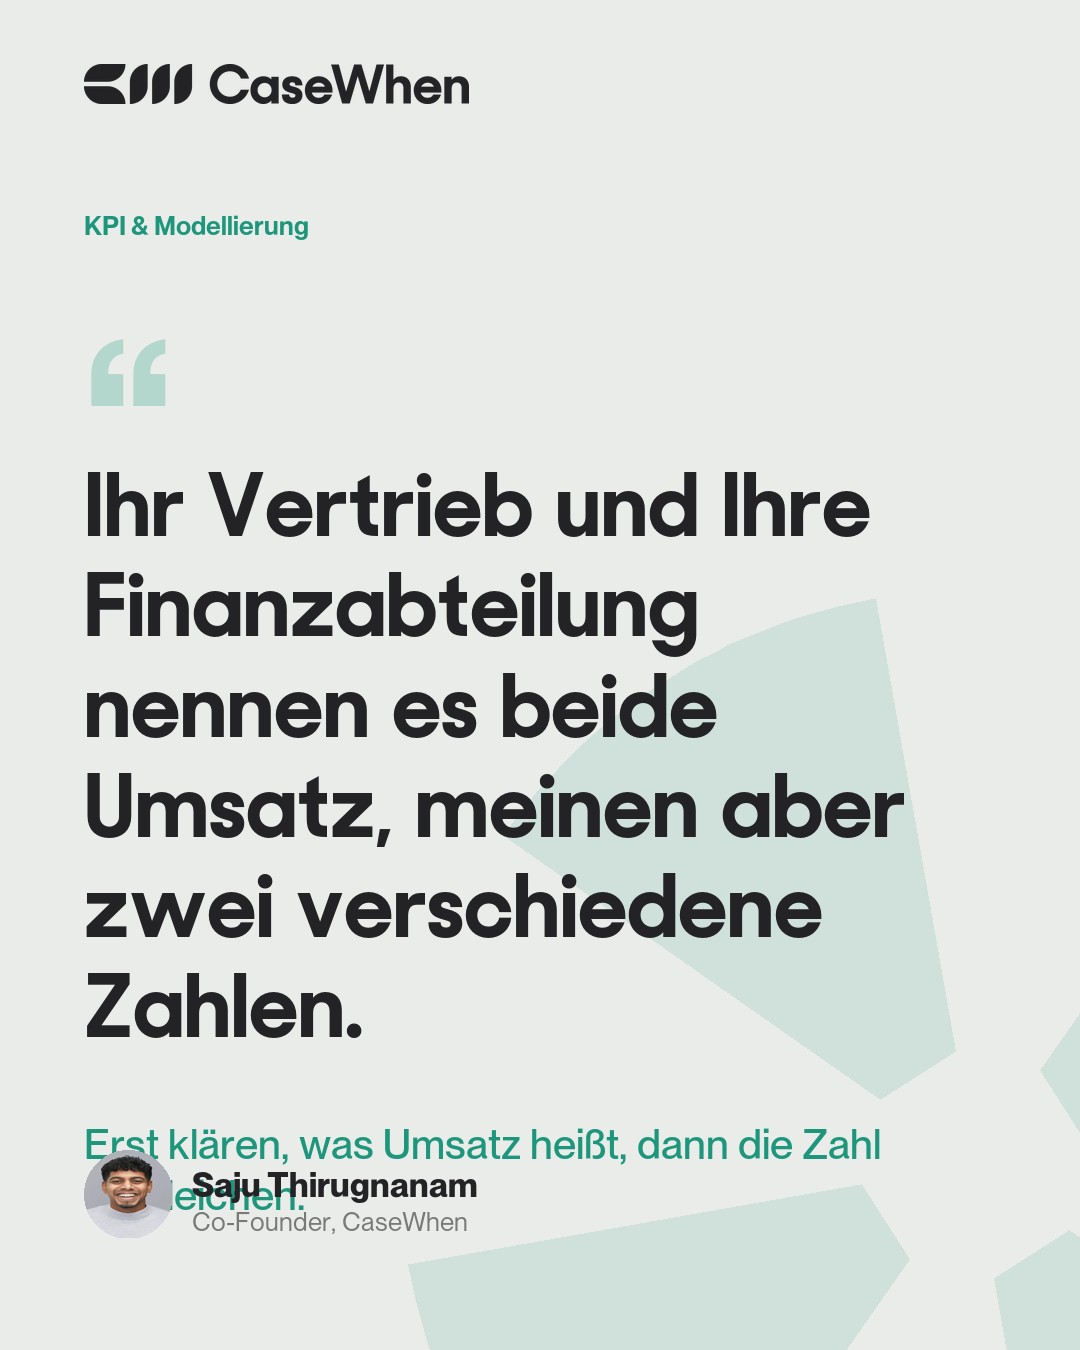 CaseWhen
KPI & Modellierung
“
Ihr Vertrieb und Ihre
Finanzabteilung
nennen es beide
Umsatz, meinen aber
zwei verschiedene
Zahlen.
Erst klären, was Umsatz heißt, dann die Zahl
Saju Thirugnanam
Co-Founder, CaseWhen